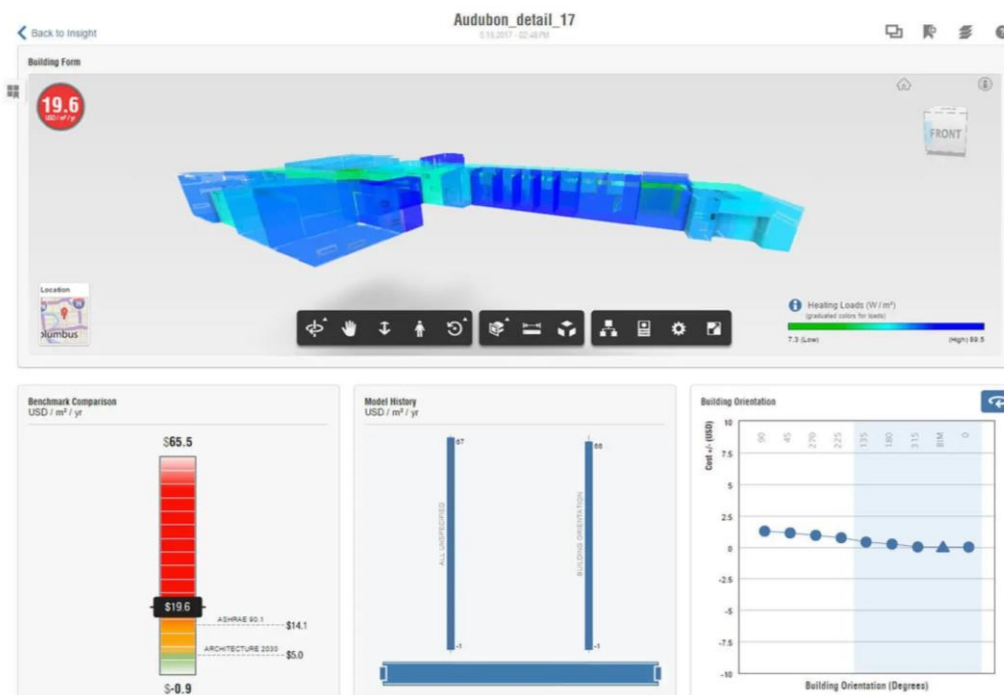 Audubon_detail_17
Back to Insight
Building Form
19.6
USD / m² / yr
FRONT
Location
olumbus
Heating Loads (W / m²)
(graduated colors for loads)
7.3 (Low)
(High) 89.5
Benchmark Comparison
USD / m² / yr
$65.5
$19.6
ASHRAE 90.1
$14.1
ARCHITECTURE 2030
$5.0
$-0.9
Model History
USD / m² / yr
67
ALL UNSPECIFIED
-1
66
BUILDING ORIENTATION
-1
Building Orientation
Cost +/- (USD)
10
7.5
5
2.5
0
-2.5
-5
-7.5
-10
90
45
270
225
135
180
315
BIM
0
Building Orientation (Degrees)